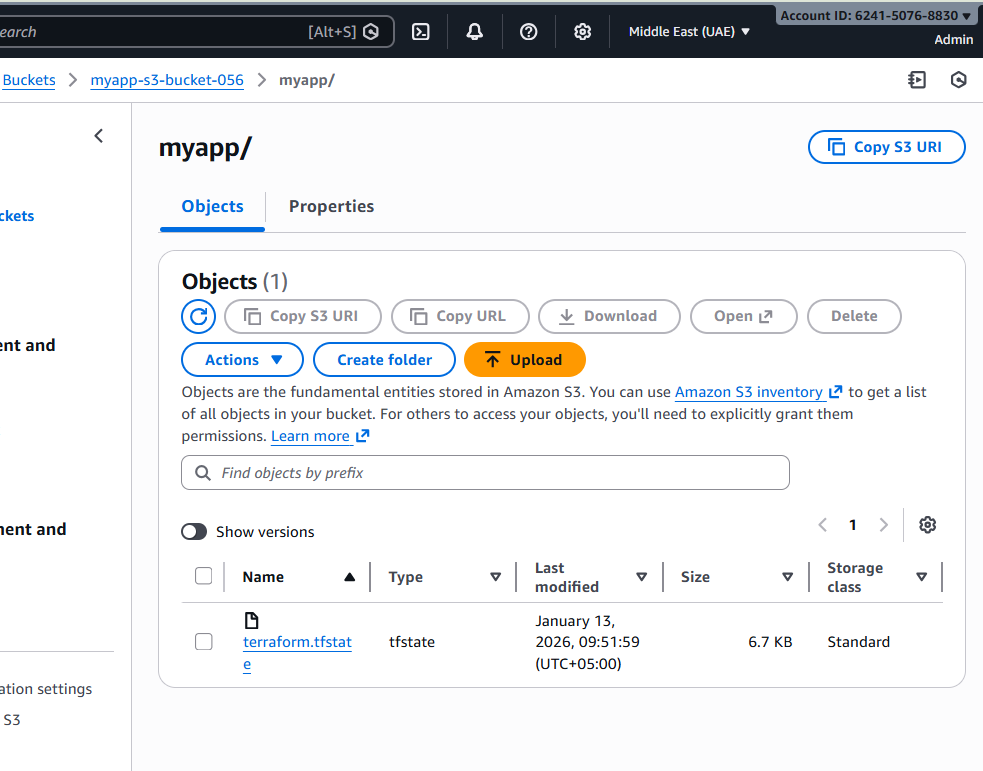 earch
[Alt+S]
Middle East (UAE)
Account ID: 6241-5076-8830
Admin
Buckets
myapp-s3-bucket-056
myapp/
myapp/
Copy S3 URI
Objects
Properties
ckets
ent and
ment and
ation settings
S3
Objects (1)
Copy S3 URI
Copy URL
Download
Open
Delete
Actions
Create folder
Upload
Objects are the fundamental entities stored in Amazon S3. You can use Amazon S3 inventory to get a list
of all objects in your bucket. For others to access your objects, you'll need to explicitly grant them
permissions. Learn more
Find objects by prefix
Show versions
1
Name
Type
Last
modified
Size
Storage
class
terraform.tfstat
e
tfstate
January 13,
2026, 09:51:59
(UTC+05:00)
6.7 KB
Standard